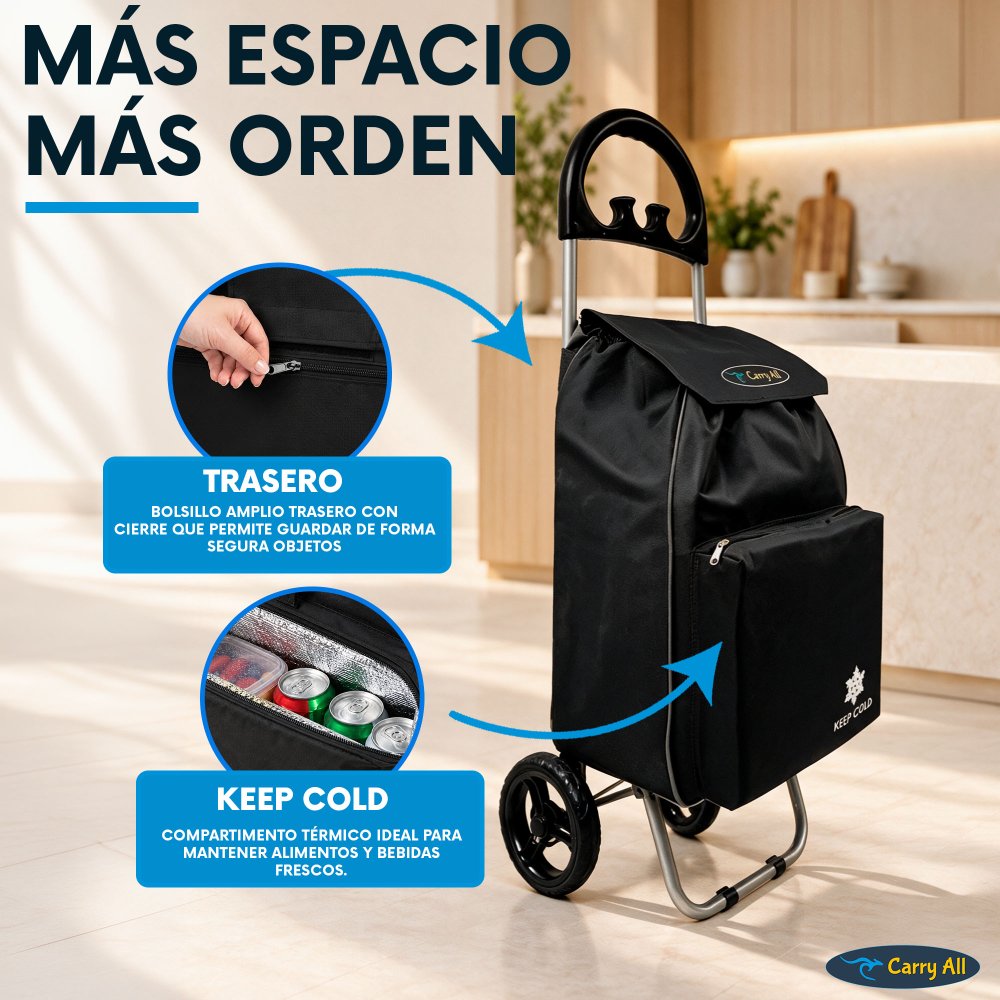 MÁS ESPACIO
MÁS ORDEN
TRASERO
BOLSILLO AMPLIO TRASERO CON
CIERRE QUE PERMITE GUARDAR DE FORMA
SEGURA OBJETOS
Carry All
KEEP COLD
KEEP COLD
COMPARTIMENTO TÉRMICO IDEAL PARA
MANTENER ALIMENTOS Y BEBIDAS
FRESCOS.
Carry All